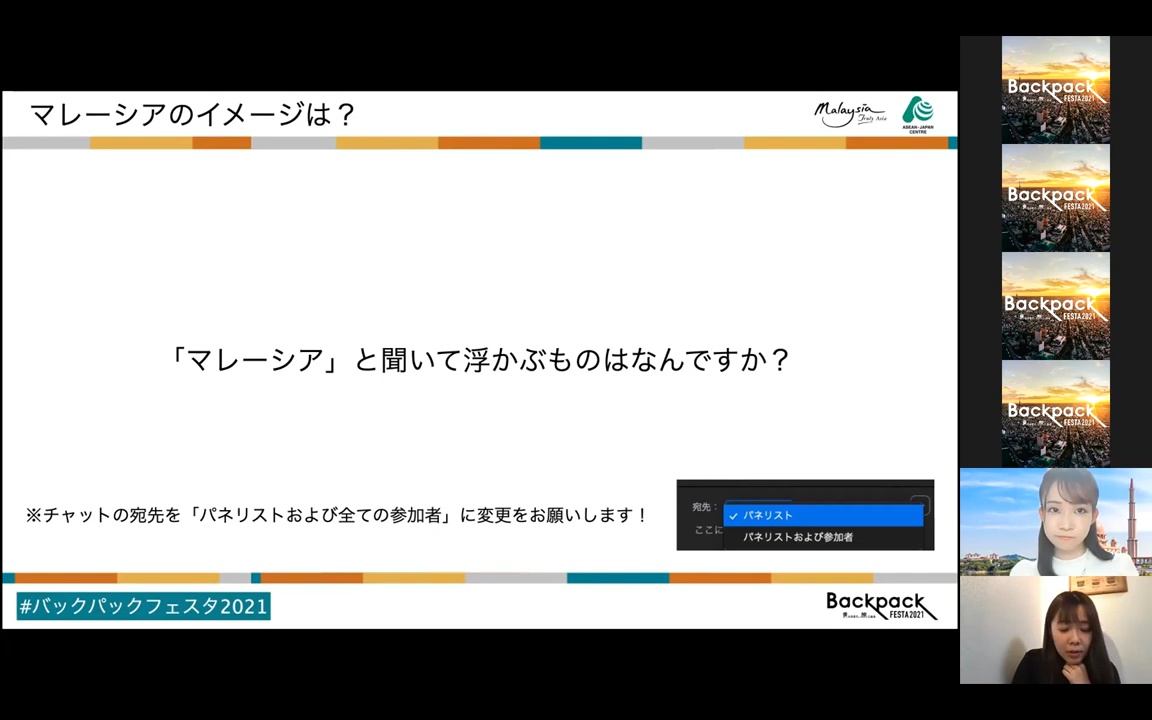 マレーシアのイメージは？
Malaysia
Truly Asia
ASEAN-JAPAN
CENTRE
「マレーシア」と聞いて浮かぶものはなんですか？
※チャットの宛先を「パネリストおよび全ての参加者」に変更をお願いします！
宛先：
✓ パネリスト
ここに
パネリストおよび参加者
#バックパックフェスタ2021
Backpack
FESTA2021
Backpack
FESTA2021
Backpack
FESTA2021
Backpack
FESTA2021
Backpack
FESTA2021